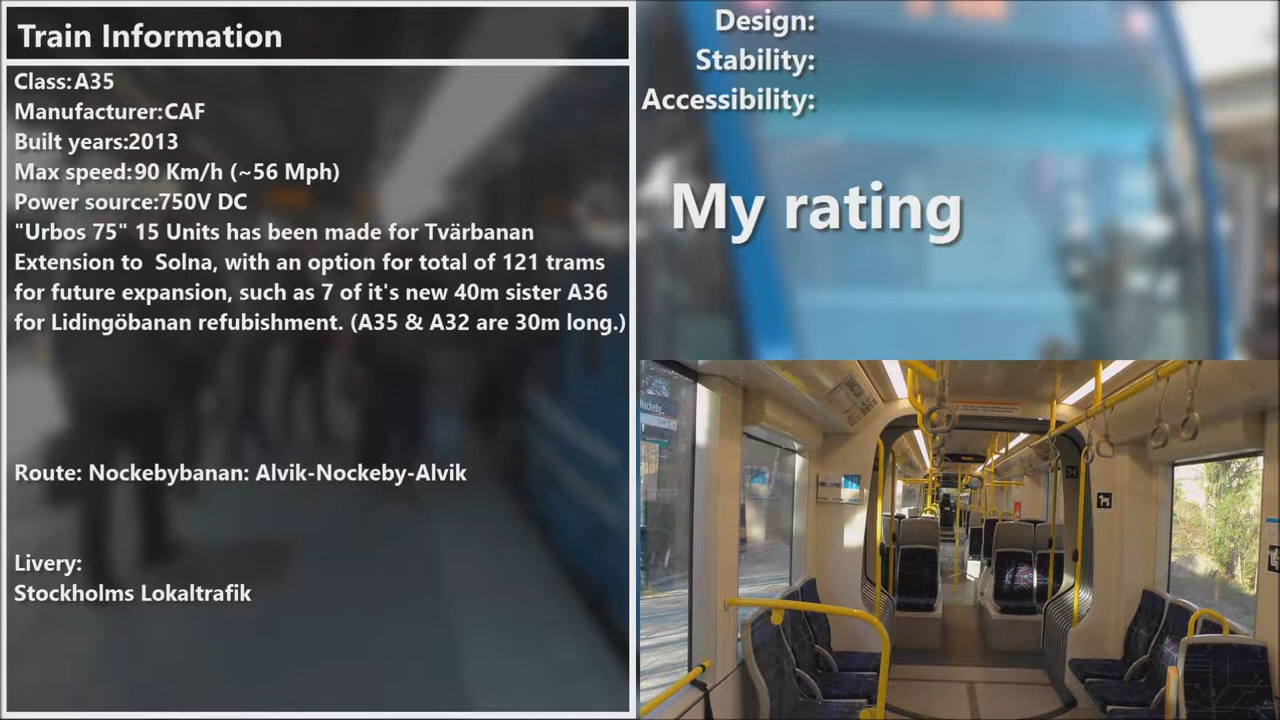 Train Information
Class:A35
Manufacturer:CAF
Built years:2013
Max speed:90 Km/h (~56 Mph)
Power source:750V DC
"Urbos 75" 15 Units has been made for Tvärbanan
Extension to  Solna, with an option for total of 121 trams
for future expansion, such as 7 of it's new 40m sister A36
for Lidingöbanan refubishment. (A35 & A32 are 30m long.)
Route: Nockebybanan: Alvik-Nockeby-Alvik
Livery:
Stockholms Lokaltrafik
Design:
Stability:
Accessibility:
My rating
Nockeby